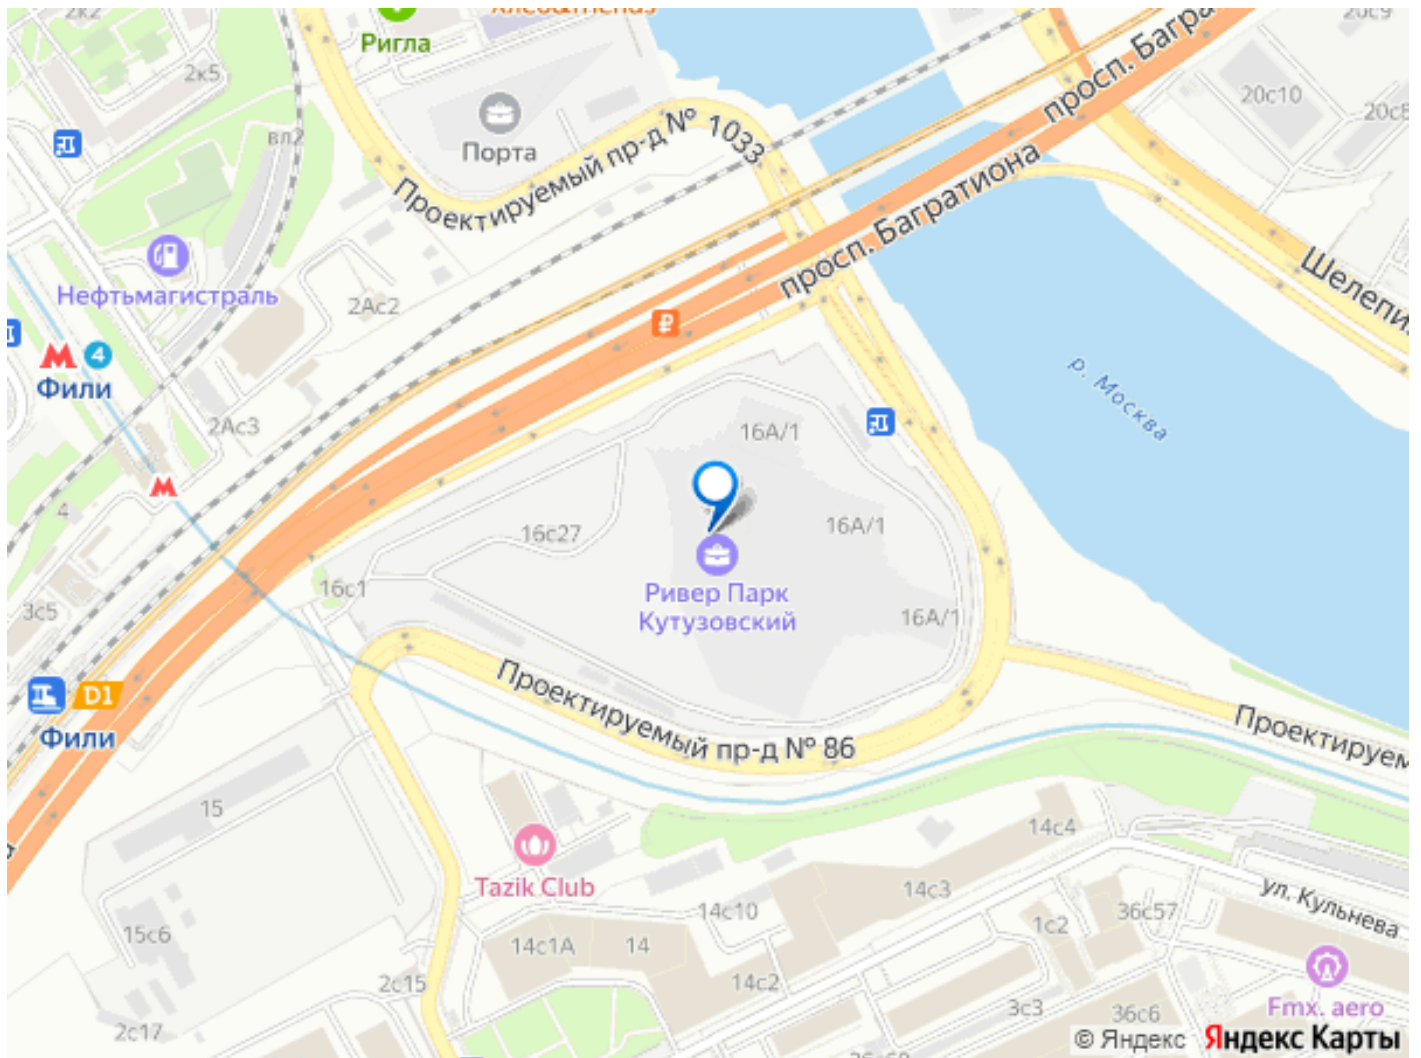 2к2
Ригла
2к5
20с9
просп. Багра
20с10
20с8
вл2
Порта
Проектируемый пр-д № 1033
просп. Багратиона
Нефтьмагистраль
2Ас2
₽
Шелепи
М 4
Фили
р. Москва
2Ас3
16А/1
М
4
16с27
16А/1
Ривер Парк
Кутузовский
16с1
3с5
16А/1
D1
Фили
Проектируемый пр-д № 86
Проектируем
15
14с4
Tazik Club
14с3
ул. Кульнева
14с10
36с57
1с2
15с6
14с1А
14
14с2
2с15
3с3
36с6
Fmx. aero
2с17
© Яндекс Яндекс Карты